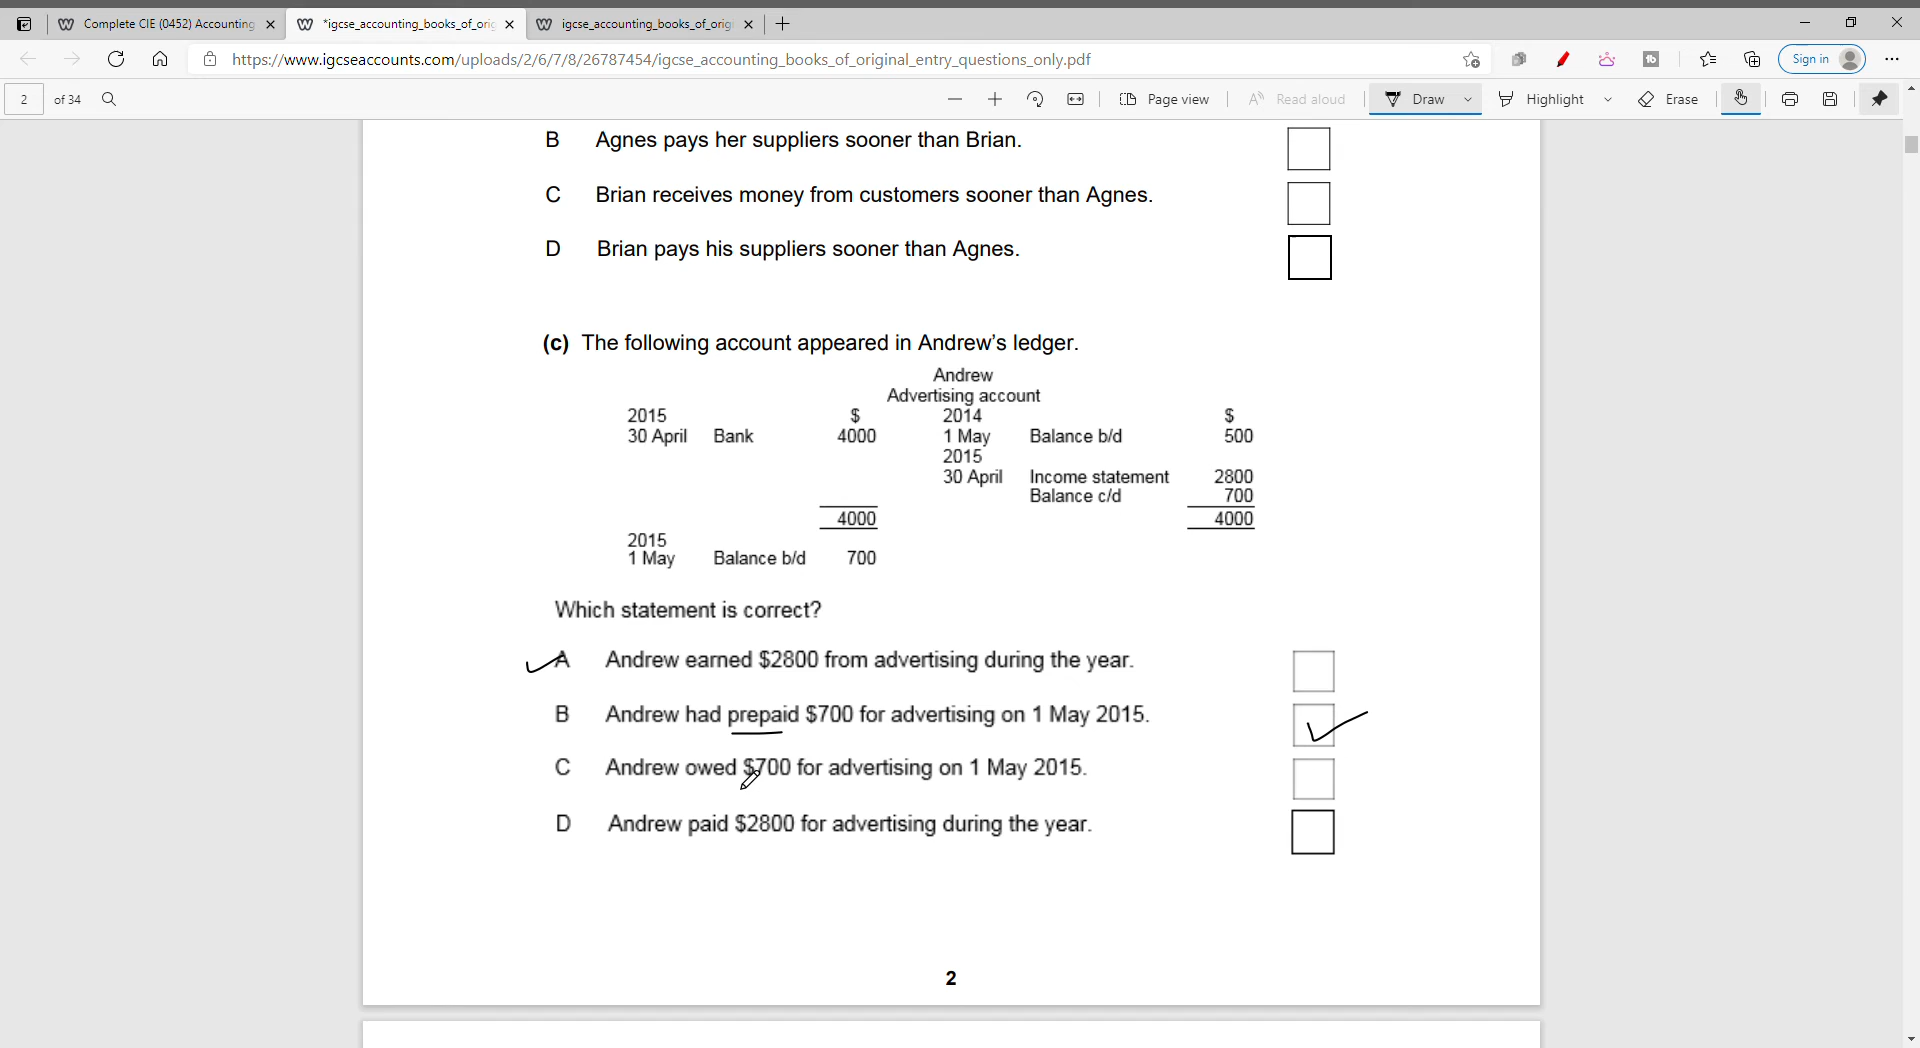 Complete CIE (0452) Accounting
*igcse_accounting_books_of_orig
igcse_accounting_books_of_orig
https://www.igcseaccounts.com/uploads/2/6/7/8/26787454/igcse_accounting_books_of_original_entry_questions_only.pdf
Sign in
2 of 34
Page view
Read aloud
Draw
Highlight
Erase
B Agnes pays her suppliers sooner than Brian.
C Brian receives money from customers sooner than Agnes.
D Brian pays his suppliers sooner than Agnes.
(c) The following account appeared in Andrew's ledger.
Andrew
Advertising account
2015 $ 2014 $
30 April Bank 4000 1 May Balance b/d 500
2015
30 April Income statement 2800
Balance c/d 700
4000 4000
2015
1 May Balance b/d 700
Which statement is correct?
A Andrew earned $2800 from advertising during the year.
B Andrew had prepaid $700 for advertising on 1 May 2015.
C Andrew owed $700 for advertising on 1 May 2015.
D Andrew paid $2800 for advertising during the year.
2